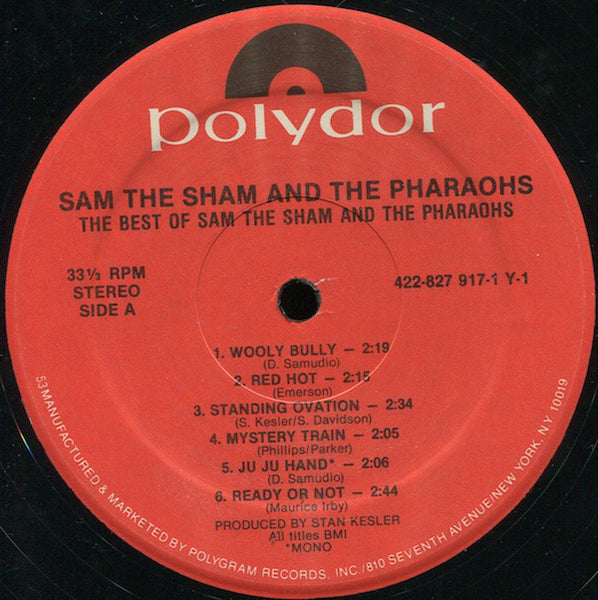 polydor
SAM THE SHAM AND THE PHARAOHS
THE BEST OF SAM THE SHAM AND THE PHARAOHS
33⅓ RPM
STEREO
SIDE A
422-827 917-1 Y-1
1. WOOLY BULLY – 2:19
(D. Samudio)
2. RED HOT – 2:15
(Emerson)
3. STANDING OVATION – 2:34
(S. Kesler/S. Davidson)
4. MYSTERY TRAIN – 2:05
(Phillips/Parker)
5. JU JU HAND* – 2:06
(D. Samudio)
6. READY OR NOT – 2:44
(Maurice Irby)
PRODUCED BY STAN KESLER
All titles BMI
*MONO
53 MANUFACTURED & MARKETED BY POLYGRAM RECORDS, INC./810 SEVENTH AVENUE/NEW YORK, NY 10019